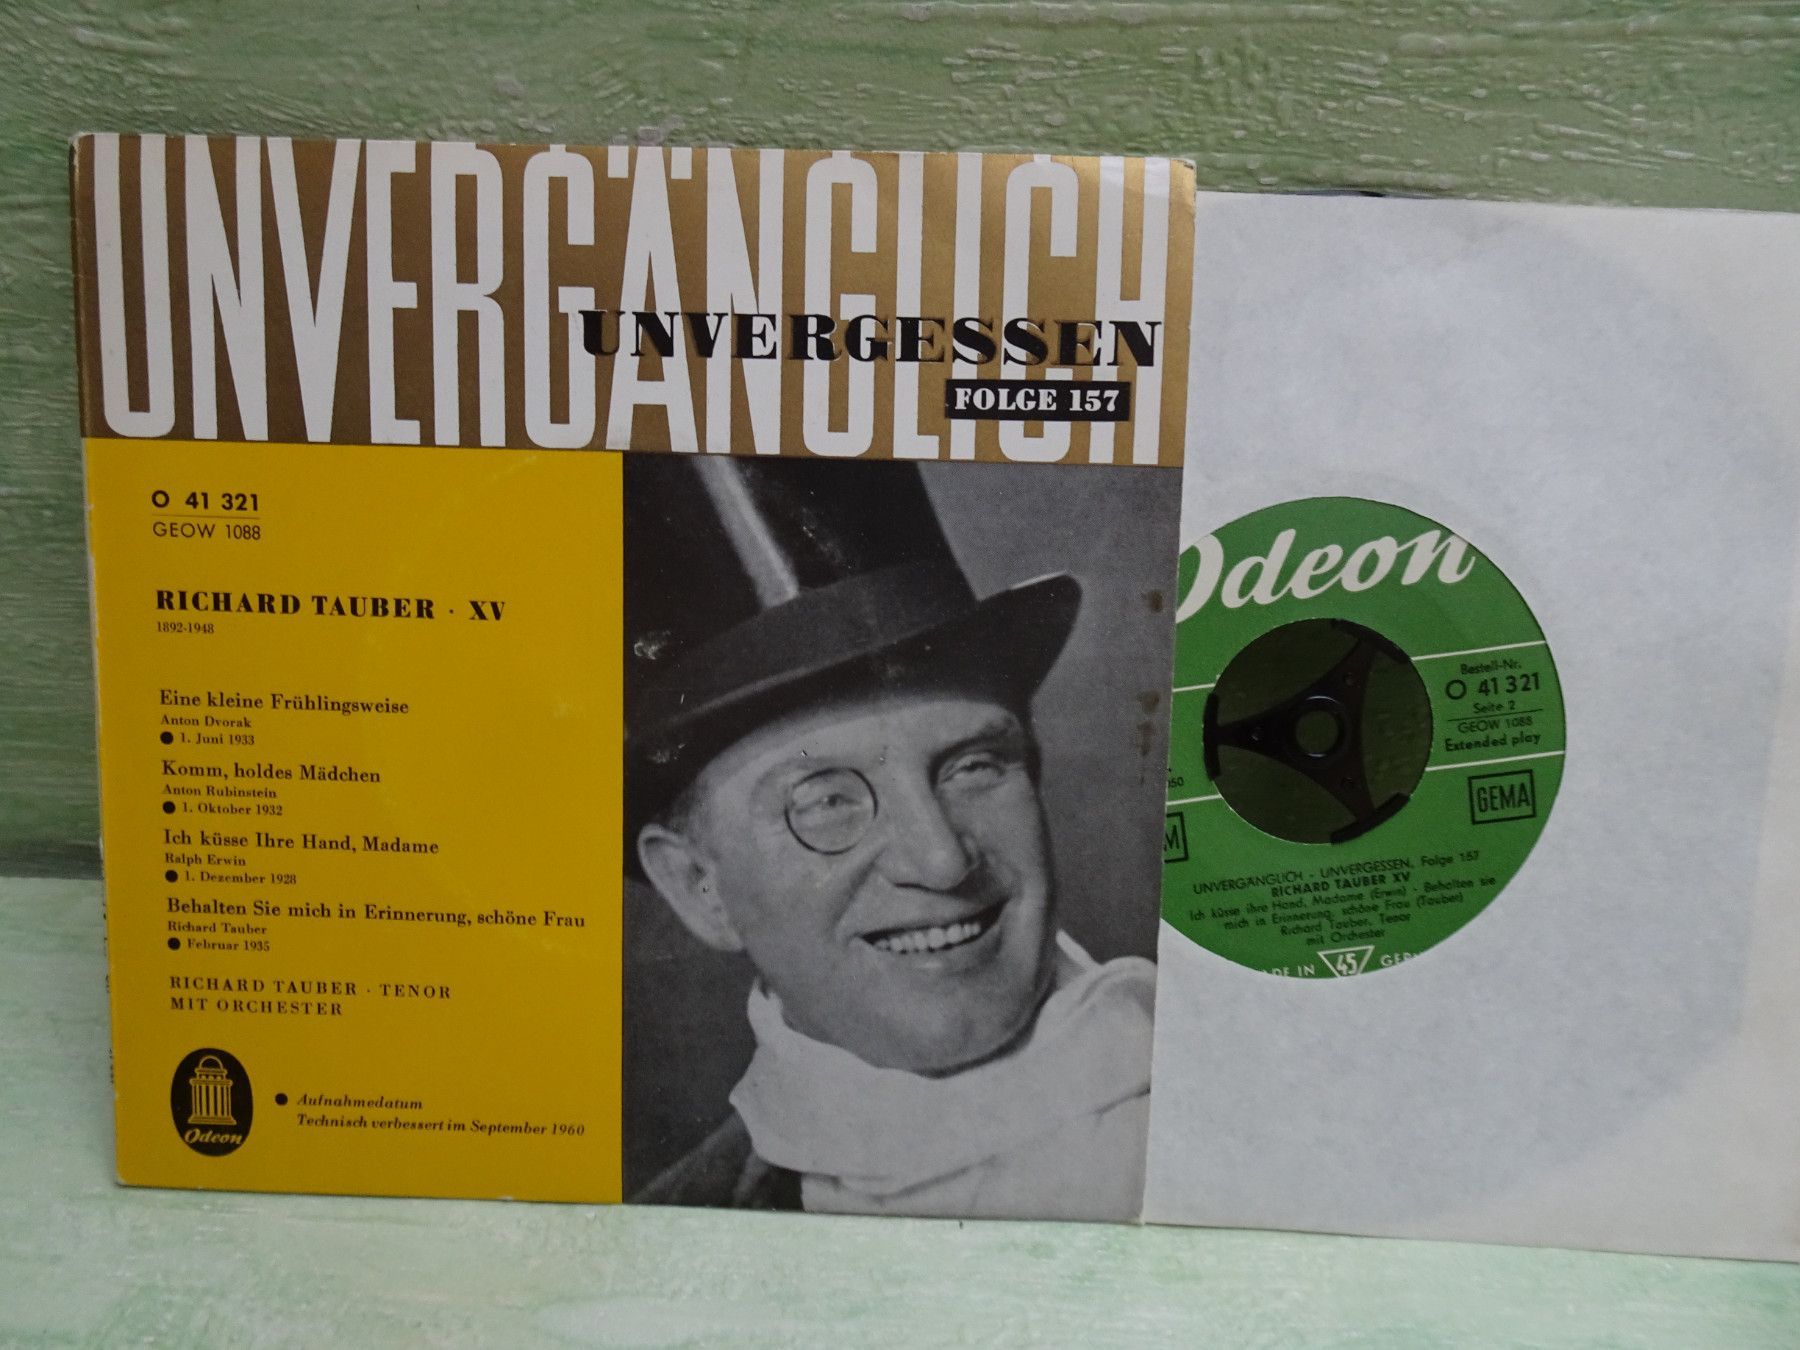 UNVERGÄNGLICH
UNVERGESSEN
FOLGE 157
O 41 321
GEOW 1088
RICHARD TAUBER · XV
1892-1948
Eine kleine Frühlingsweise
Anton Dvorak
● 1. Juni 1933
Komm, holdes Mädchen
Anton Rubinstein
● 1. Oktober 1932
Ich küsse Ihre Hand, Madame
Ralph Erwin
● 1. Dezember 1928
Behalten Sie mich in Erinnerung, schöne Frau
Richard Tauber
● Februar 1935
RICHARD TAUBER · TENOR
MIT ORCHESTER
Odeon
● Aufnahmedatum
Technisch verbessert im September 1960
Odeon
Bestell-Nr.
O 41 321
Seite 2
GEOW 1088
Extended play
GEMA
UNVERGÄNGLICH - UNVERGESSEN, Folge 157
RICHARD TAUBER XV
Ich küsse ihre Hand, Madame (Erwin) - Behalten sie
mich in Erinnerung, schöne Frau (Tauber)
Richard Tauber, Tenor
mit Orchester
IN 45